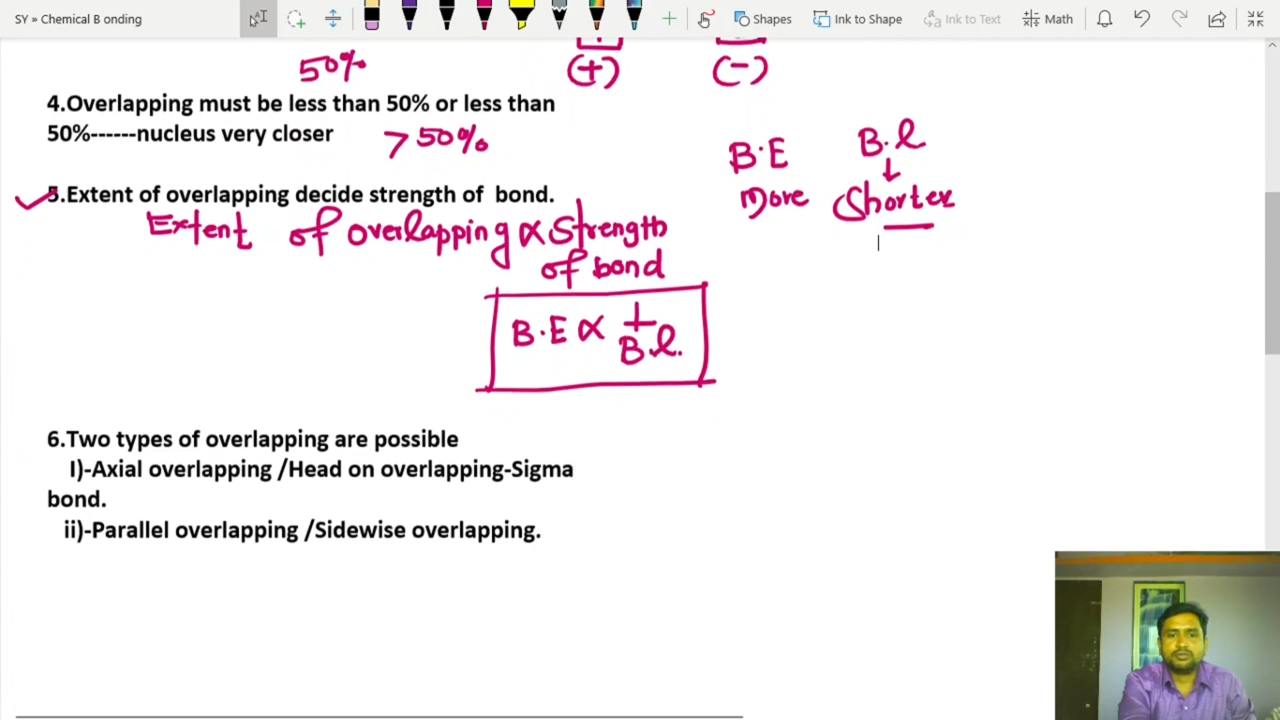 SY » Chemical B onding
Shapes
Ink to Shape
Ink to Text
Math
50%
(+)
(-)
4.Overlapping must be less than 50% or less than
50%------nucleus very closer
> 50%
B.E
B.l
More
Shorter
5.Extent of overlapping decide strength of bond.
Extent of overlapping ∝ Strength
of bond
B.E ∝ 1/B.l.
6.Two types of overlapping are possible
I)-Axial overlapping /Head on overlapping-Sigma
bond.
ii)-Parallel overlapping /Sidewise overlapping.